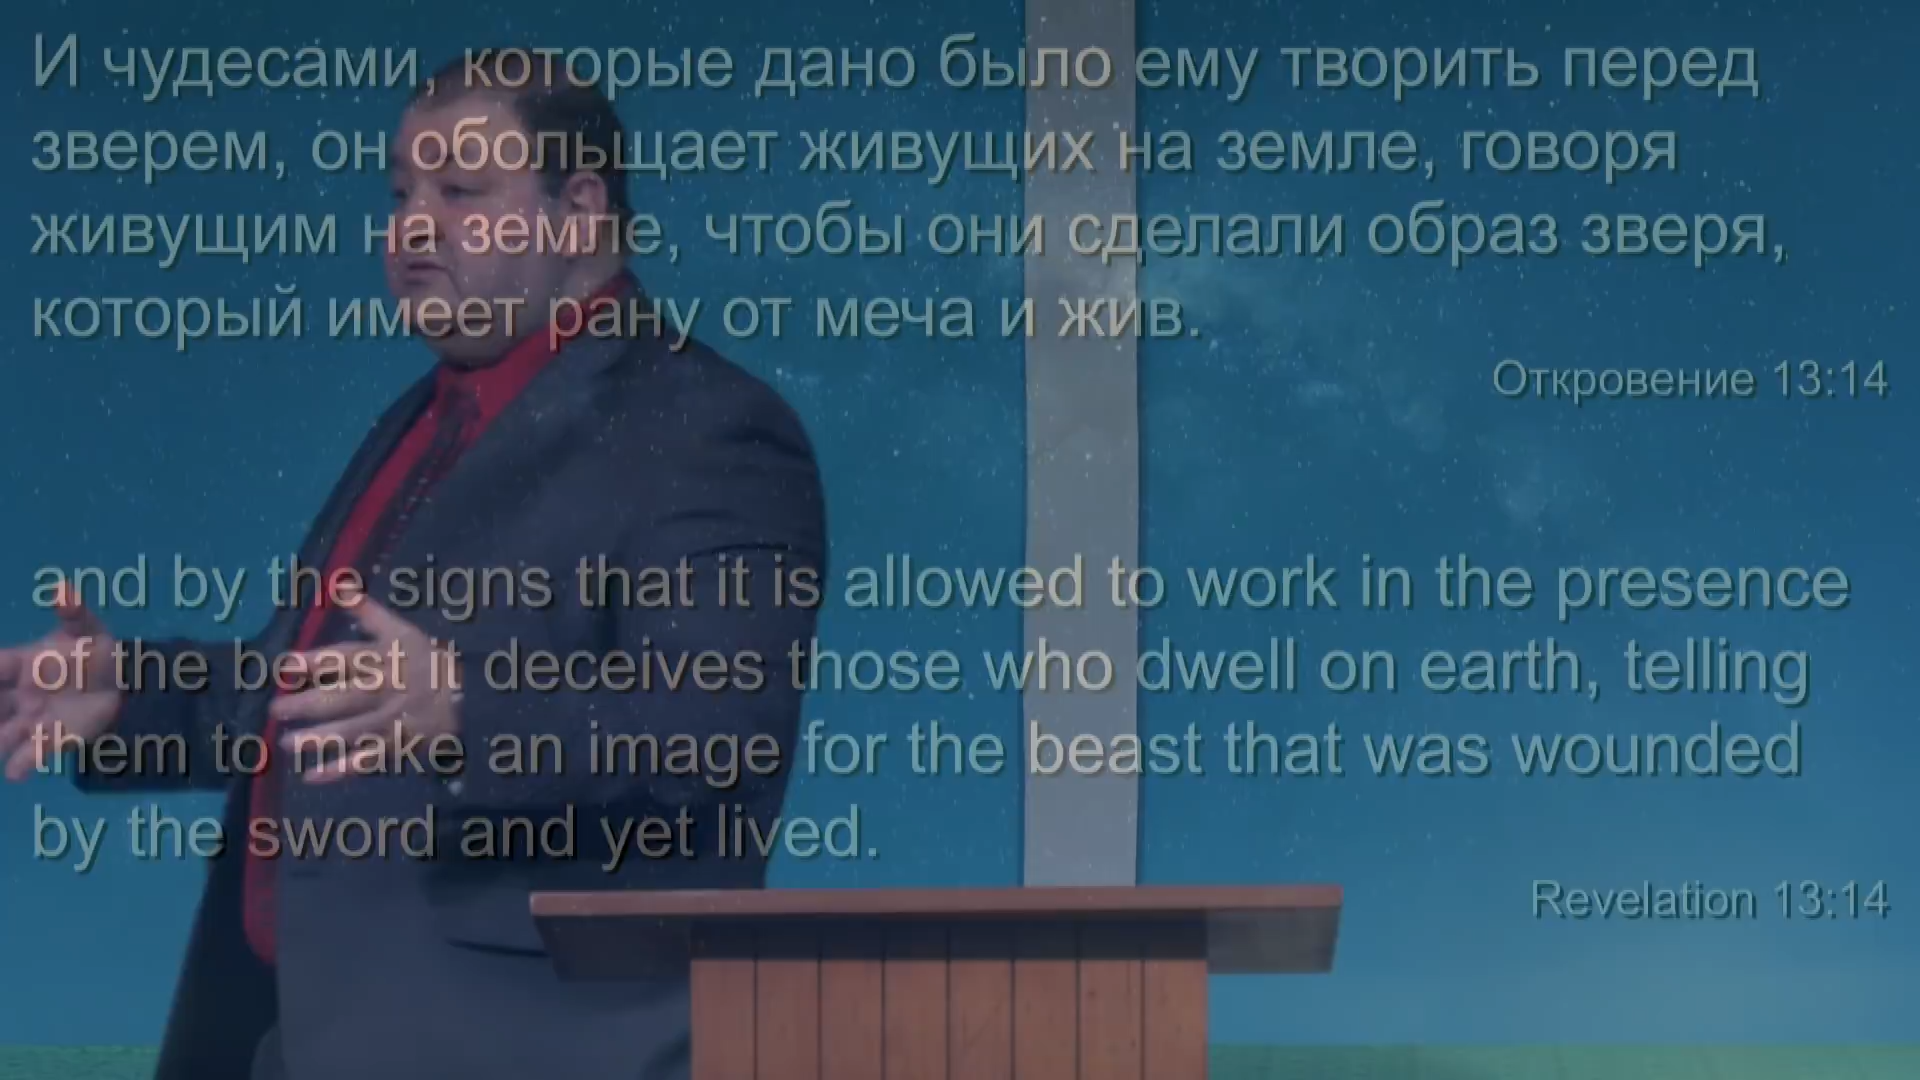 И чудесами, которые дано было ему творить перед
зверем, он обольщает живущих на земле, говоря
живущим на земле, чтобы они сделали образ зверя,
который имеет рану от меча и жив.
Откровение 13:14
and by the signs that it is allowed to work in the presence
of the beast it deceives those who dwell on earth, telling
them to make an image for the beast that was wounded
by the sword and yet lived.
Revelation 13:14